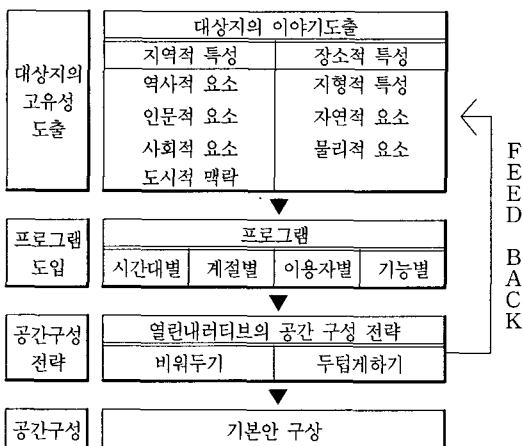 대상지의 이야기도출
지역적 특성 장소적 특성
대상지의
고유성
도출
역사적 요소 지형적 특성
인문적 요소 자연적 요소
사회적 요소 물리적 요소
도시적 맥락
프로그램
도입
프로그램
시간대별 계절별 이용자별 기능별
공간구성
전략
열린내러티브의 공간 구성 전략
비워두기 두텁게하기
공간구성 기본안 구상
FEED BACK